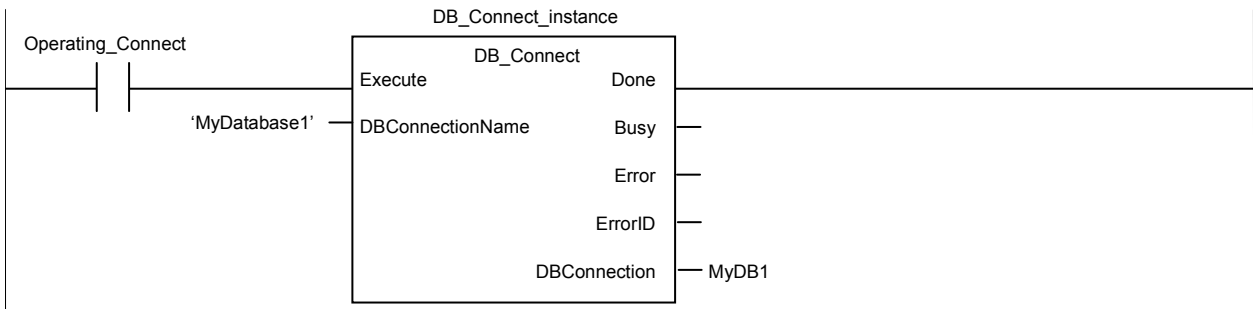 DB_Connect_instance
Operating_Connect
DB_Connect
Execute Done
‘MyDatabase1’ DBConnectionName Busy
Error
ErrorID
DBConnection MyDB1